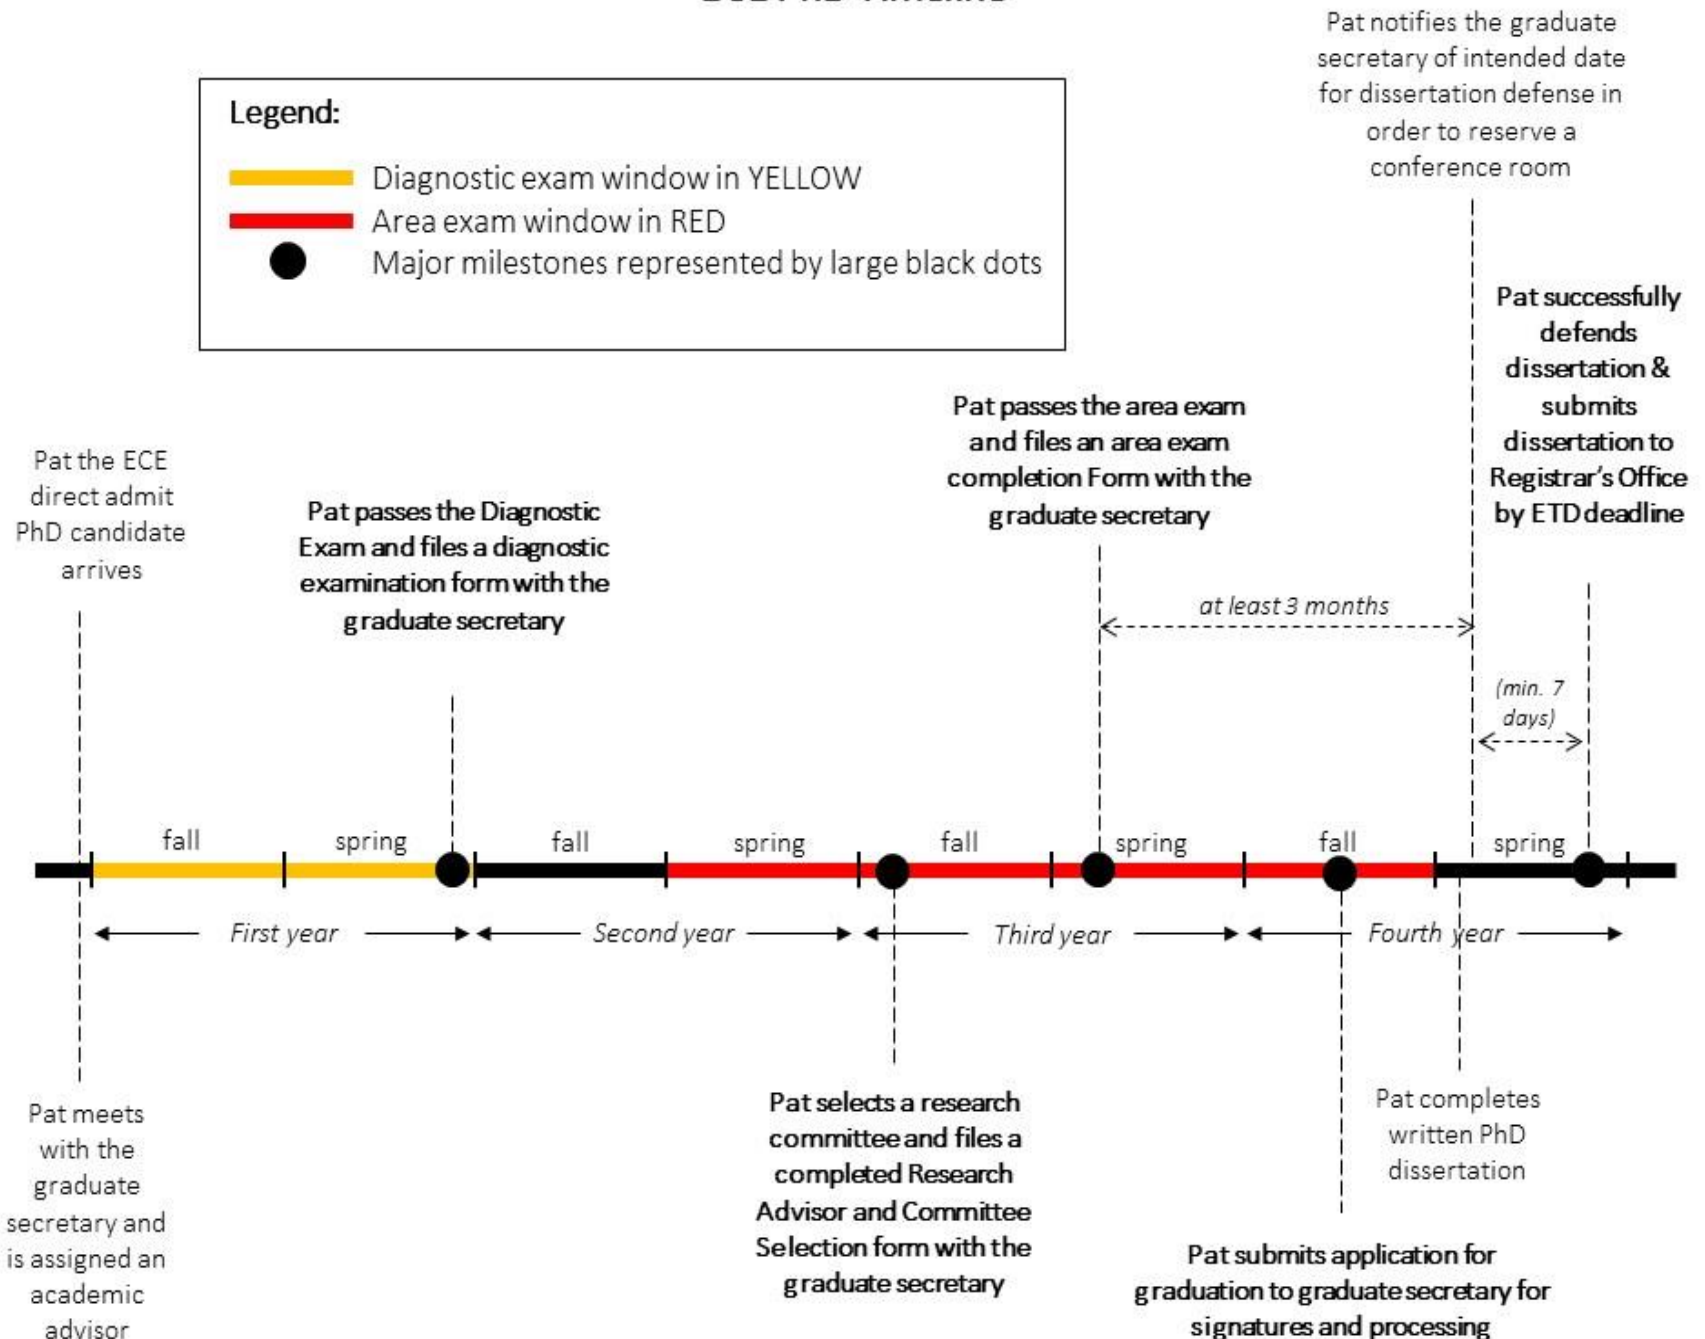 Pat notifies the graduate
secretary of intended date
for dissertation defense in
order to reserve a
conference room
Legend:
Diagnostic exam window in YELLOW
Area exam window in RED
Major milestones represented by large black dots
Pat successfully
defends
dissertation &
submits
dissertation to
Registrar's Office
by ETD deadline
Pat passes the area exam
and files an area exam
completion Form with the
graduate secretary
Pat the ECE
direct admit
PhD candidate
arrives
Pat passes the Diagnostic
Exam and files a diagnostic
examination form with the
graduate secretary
at least 3 months
(min. 7
days)
fall
spring
fall
spring
fall
spring
fall
spring
First year
Second year
Third year
Fourth year
Pat meets
with the
graduate
secretary and
is assigned an
academic
advisor
Pat selects a research
committee and files a
completed Research
Advisor and Committee
Selection form with the
graduate secretary
Pat completes
written PhD
dissertation
Pat submits application for
graduation to graduate secretary for
signatures and processing